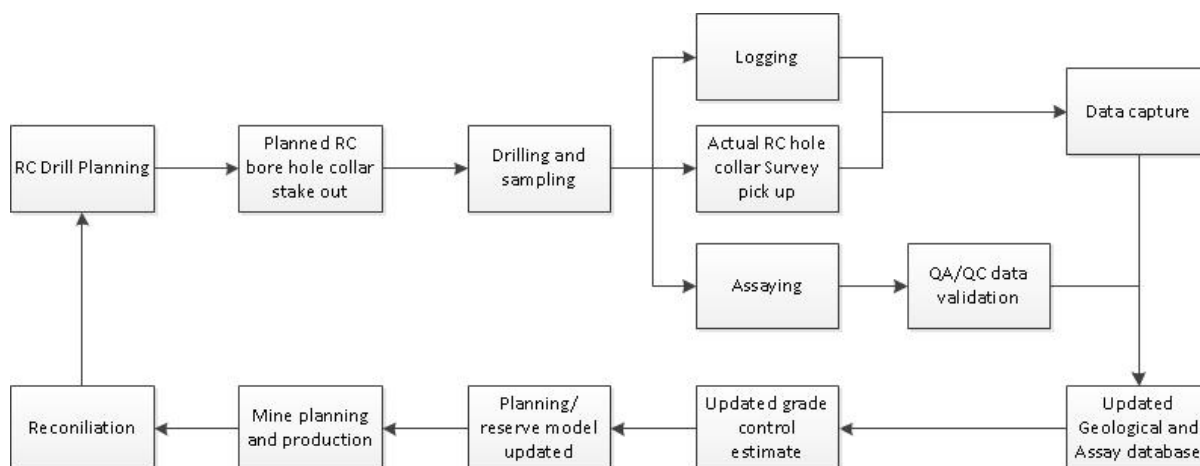 Logging
Data capture
RC Drill Planning
Planned RC
bore hole collar
stake out
Drilling and
sampling
Actual RC hole
collar Survey
pick up
Assaying
QA/QC data
validation
Reconiliation
Mine planning
and production
Planning/
reserve model
updated
Updated grade
control
estimate
Updated
Geological and
Assay database